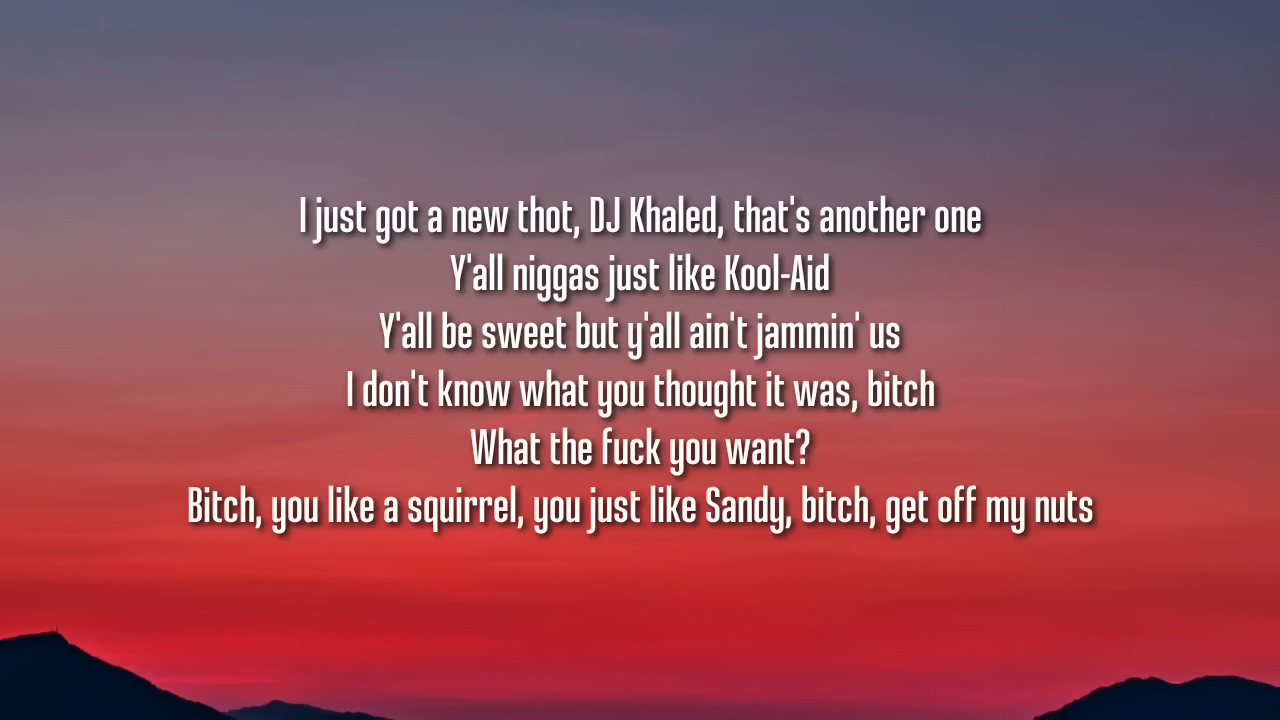 I just got a new thot, DJ Khaled, that's another one
Y'all niggas just like Kool-Aid
Y'all be sweet but y'all ain't jammin' us
I don't know what you thought it was, bitch
What the fuck you want?
Bitch, you like a squirrel, you just like Sandy, bitch, get off my nuts